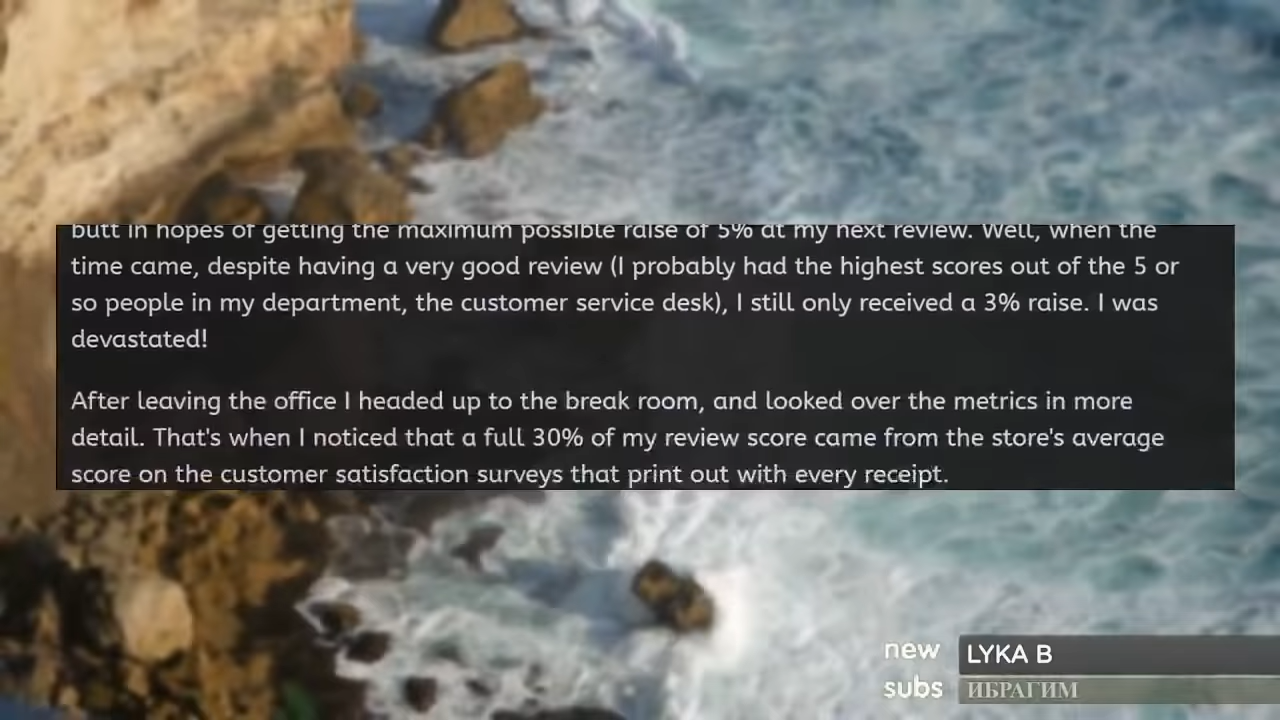 butt in hopes of getting the maximum possible raise of 5% at my next review. Well, when the
time came, despite having a very good review (I probably had the highest scores out of the 5 or
so people in my department, the customer service desk), I still only received a 3% raise. I was
devastated!
After leaving the office I headed up to the break room, and looked over the metrics in more
detail. That's when I noticed that a full 30% of my review score came from the store's average
score on the customer satisfaction surveys that print out with every receipt.
new LYKA B
subs ИБРАГИМ